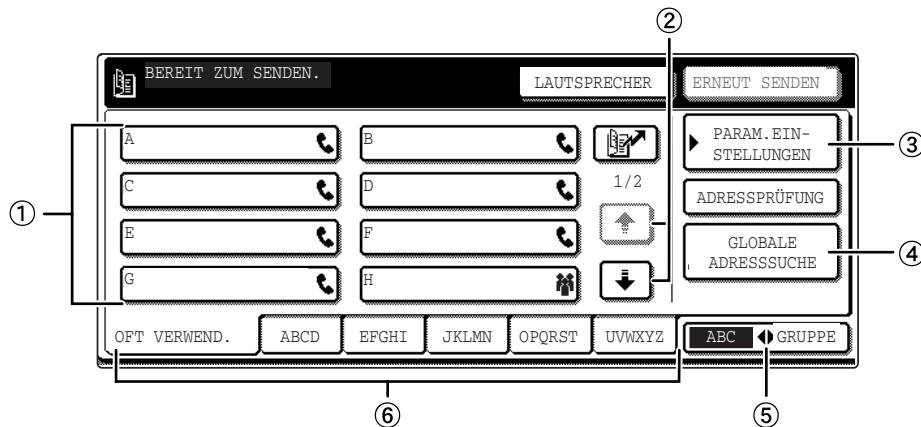 ②
BEREIT ZUM SENDEN.
LAUTSPRECHER
ERNEUT SENDEN
A
B
PARAM.EIN-
STELLUNGEN
③
C
D
1/2
ADRESSPRÜFUNG
①
E
F
GLOBALE
ADRESSSUCHE
④
G
H
OFT VERWEND.
ABCD
EFGHI
JKLMN
OPQRST
UVWXYZ
ABC
GRUPPE
⑥
⑤